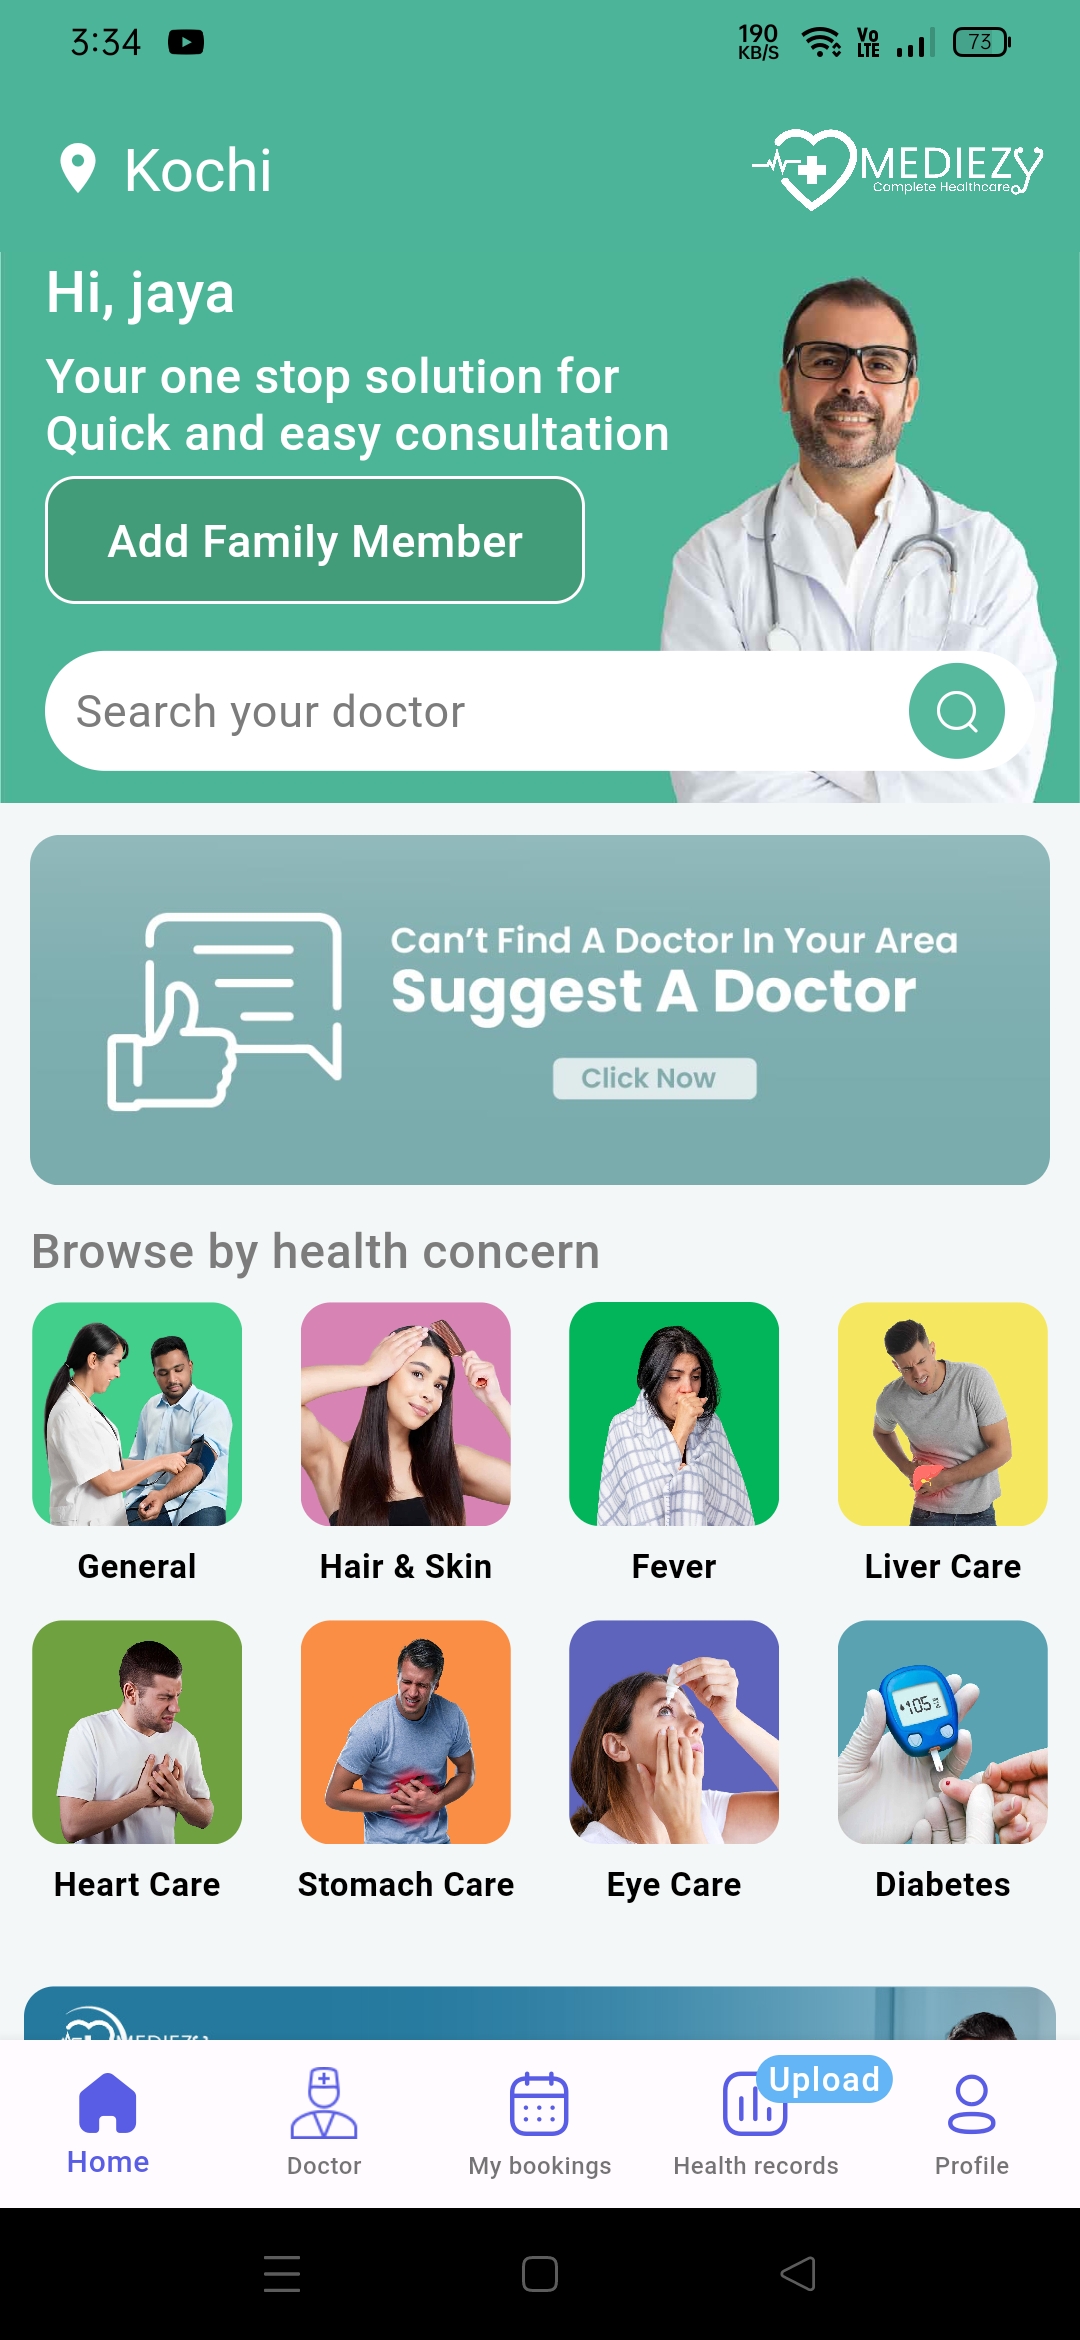 3:34
190
KB/S
Vo
LTE
73
Kochi
MEDIEZY
Complete Healthcare
Hi, jaya
Your one stop solution for
Quick and easy consultation
Add Family Member
Search your doctor
Can't Find A Doctor In Your Area
Suggest A Doctor
Click Now
Browse by health concern
General
Hair & Skin
Fever
Liver Care
105
Heart Care
Stomach Care
Eye Care
Diabetes
Upload
Home
Doctor
My bookings
Health records
Profile